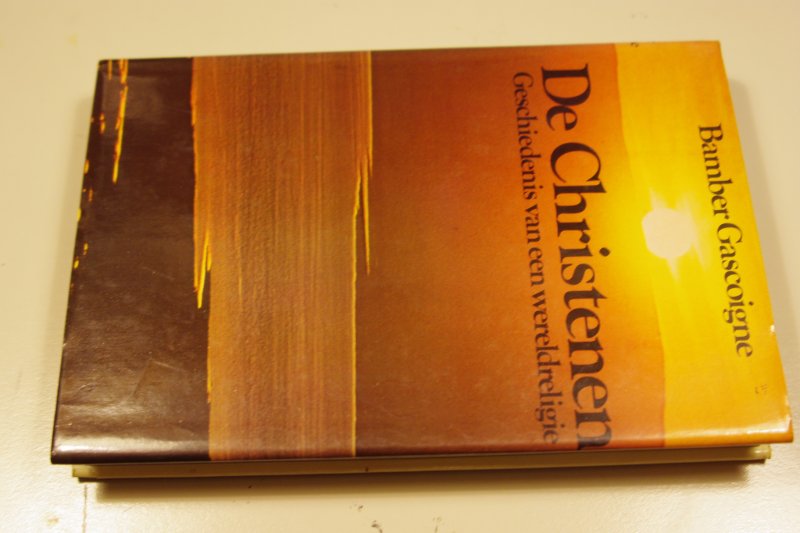 Bamber Gascoigne
De Christenen
Geschiedenis van een wereldreligie